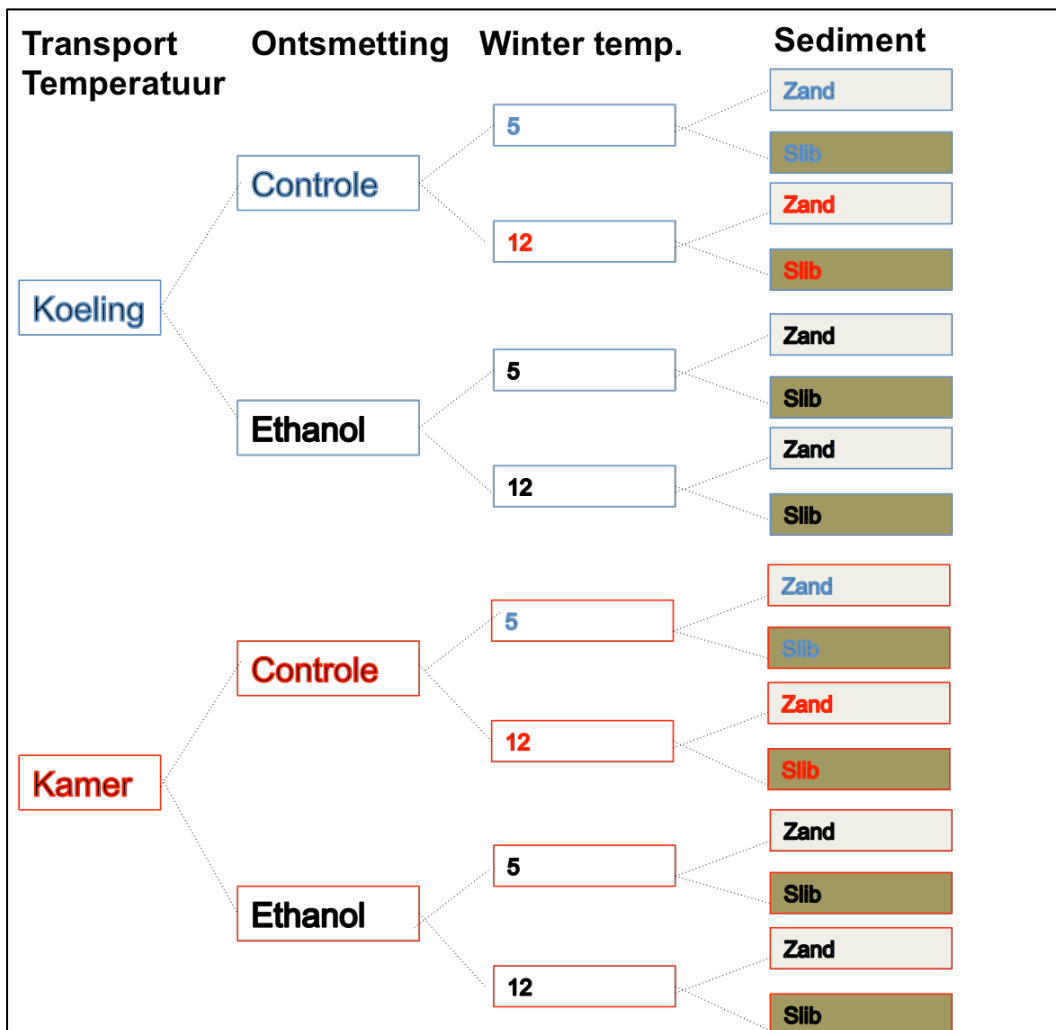 Transport
Temperatuur
Ontsmetting
Winter temp.
Sediment
Koeling
Controle
5
Zand
Slib
12
Zand
Slib
Ethanol
5
Zand
Slib
12
Zand
Slib
Kamer
Controle
5
Zand
Slib
12
Zand
Slib
Ethanol
5
Zand
Slib
12
Zand
Slib